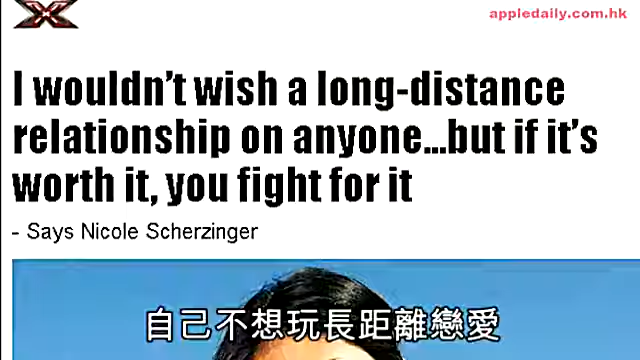 appledaily.com.hk
I wouldn't wish a long-distance
relationship on anyone...but if it's
worth it, you fight for it
- Says Nicole Scherzinger
自己不想玩長距離戀愛